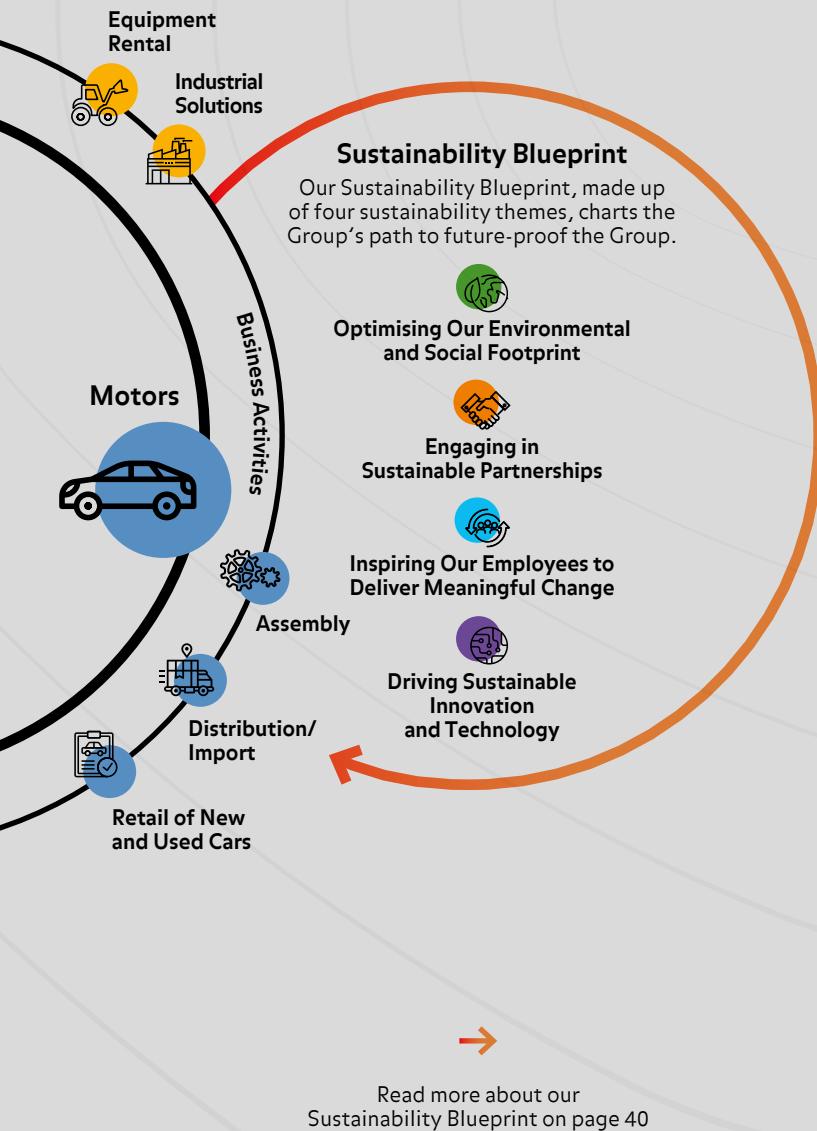 Equipment
Rental
Industrial
Solutions
Sustainability Blueprint
Our Sustainability Blueprint, made up
of four sustainability themes, charts the
Group’s path to future-proof the Group.
Optimising Our Environmental
and Social Footprint
Engaging in
Sustainable Partnerships
Inspiring Our Employees to
Deliver Meaningful Change
Driving Sustainable
Innovation
and Technology
Business Activities
Motors
Assembly
Distribution/
Import
Retail of New
and Used Cars
Read more about our
Sustainability Blueprint on page 40